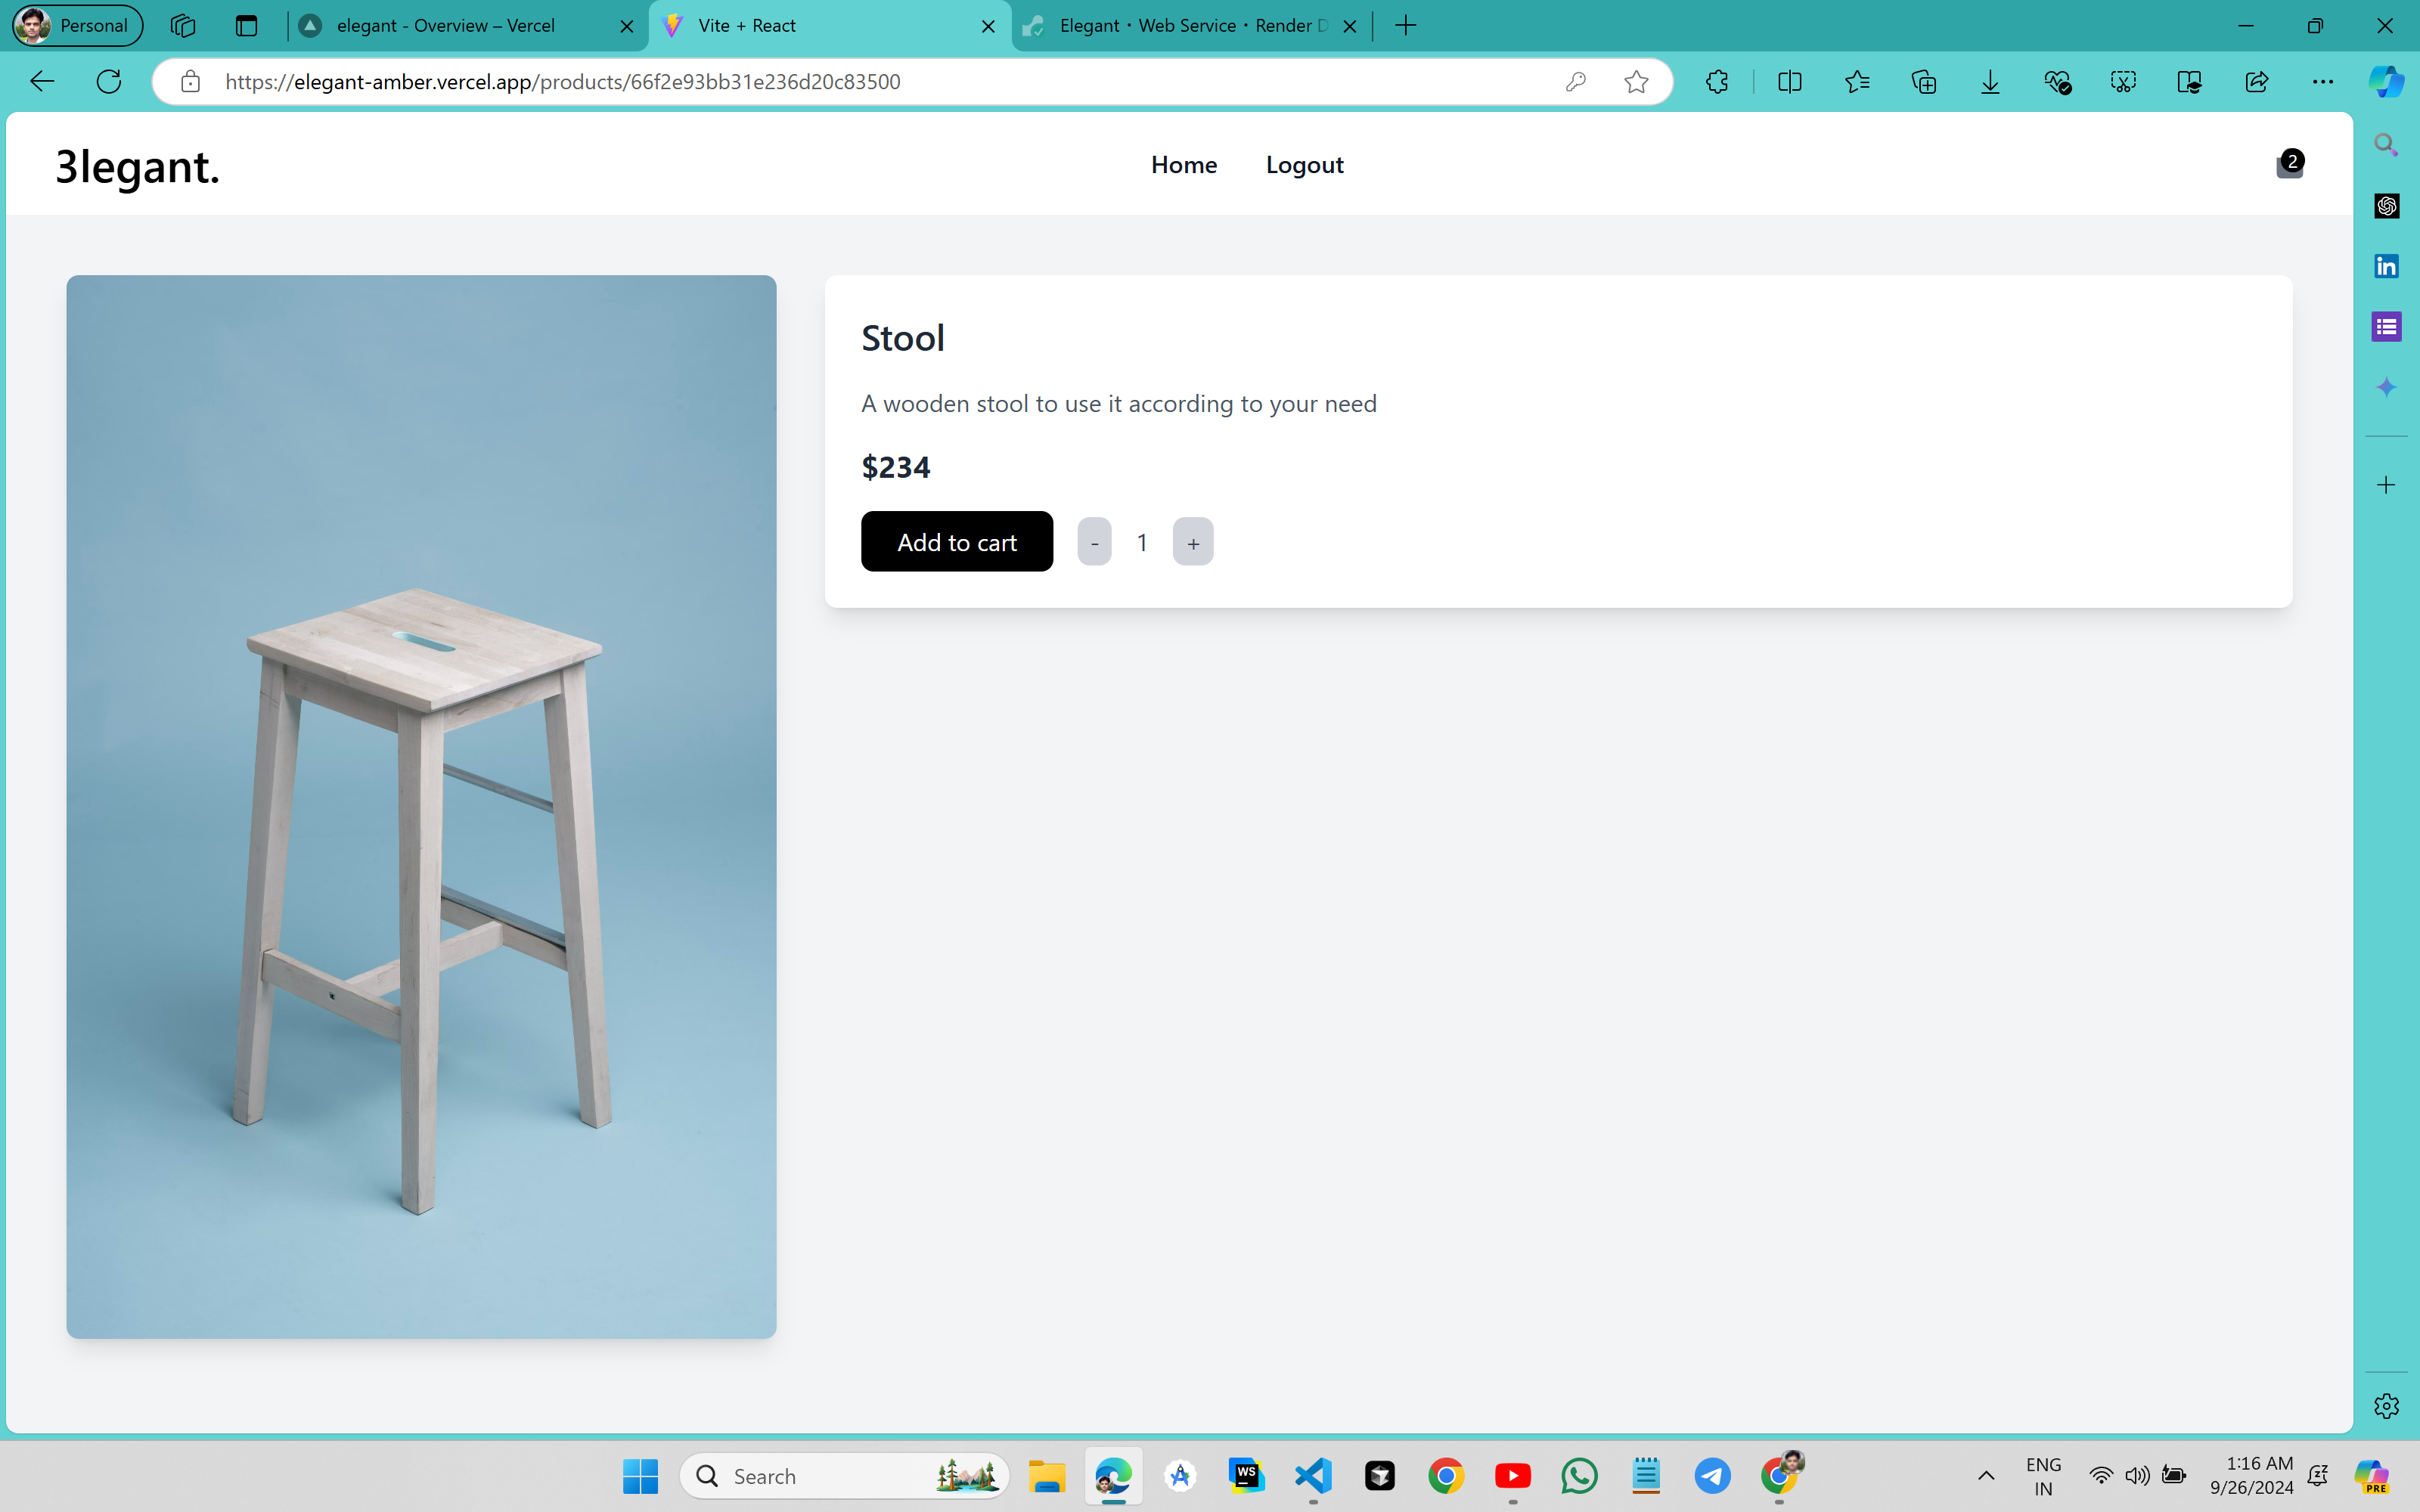 Personal
elegant - Overview – Vercel
Vite + React
Elegant · Web Service · Render D
https://elegant-amber.vercel.app/products/66f2e93bb31e236d20c83500
3legant.
Home
Logout
2
Stool
A wooden stool to use it according to your need
$234
Add to cart
-
1
+
Search
WS
ENG
IN
1:16 AM
9/26/2024
PRE